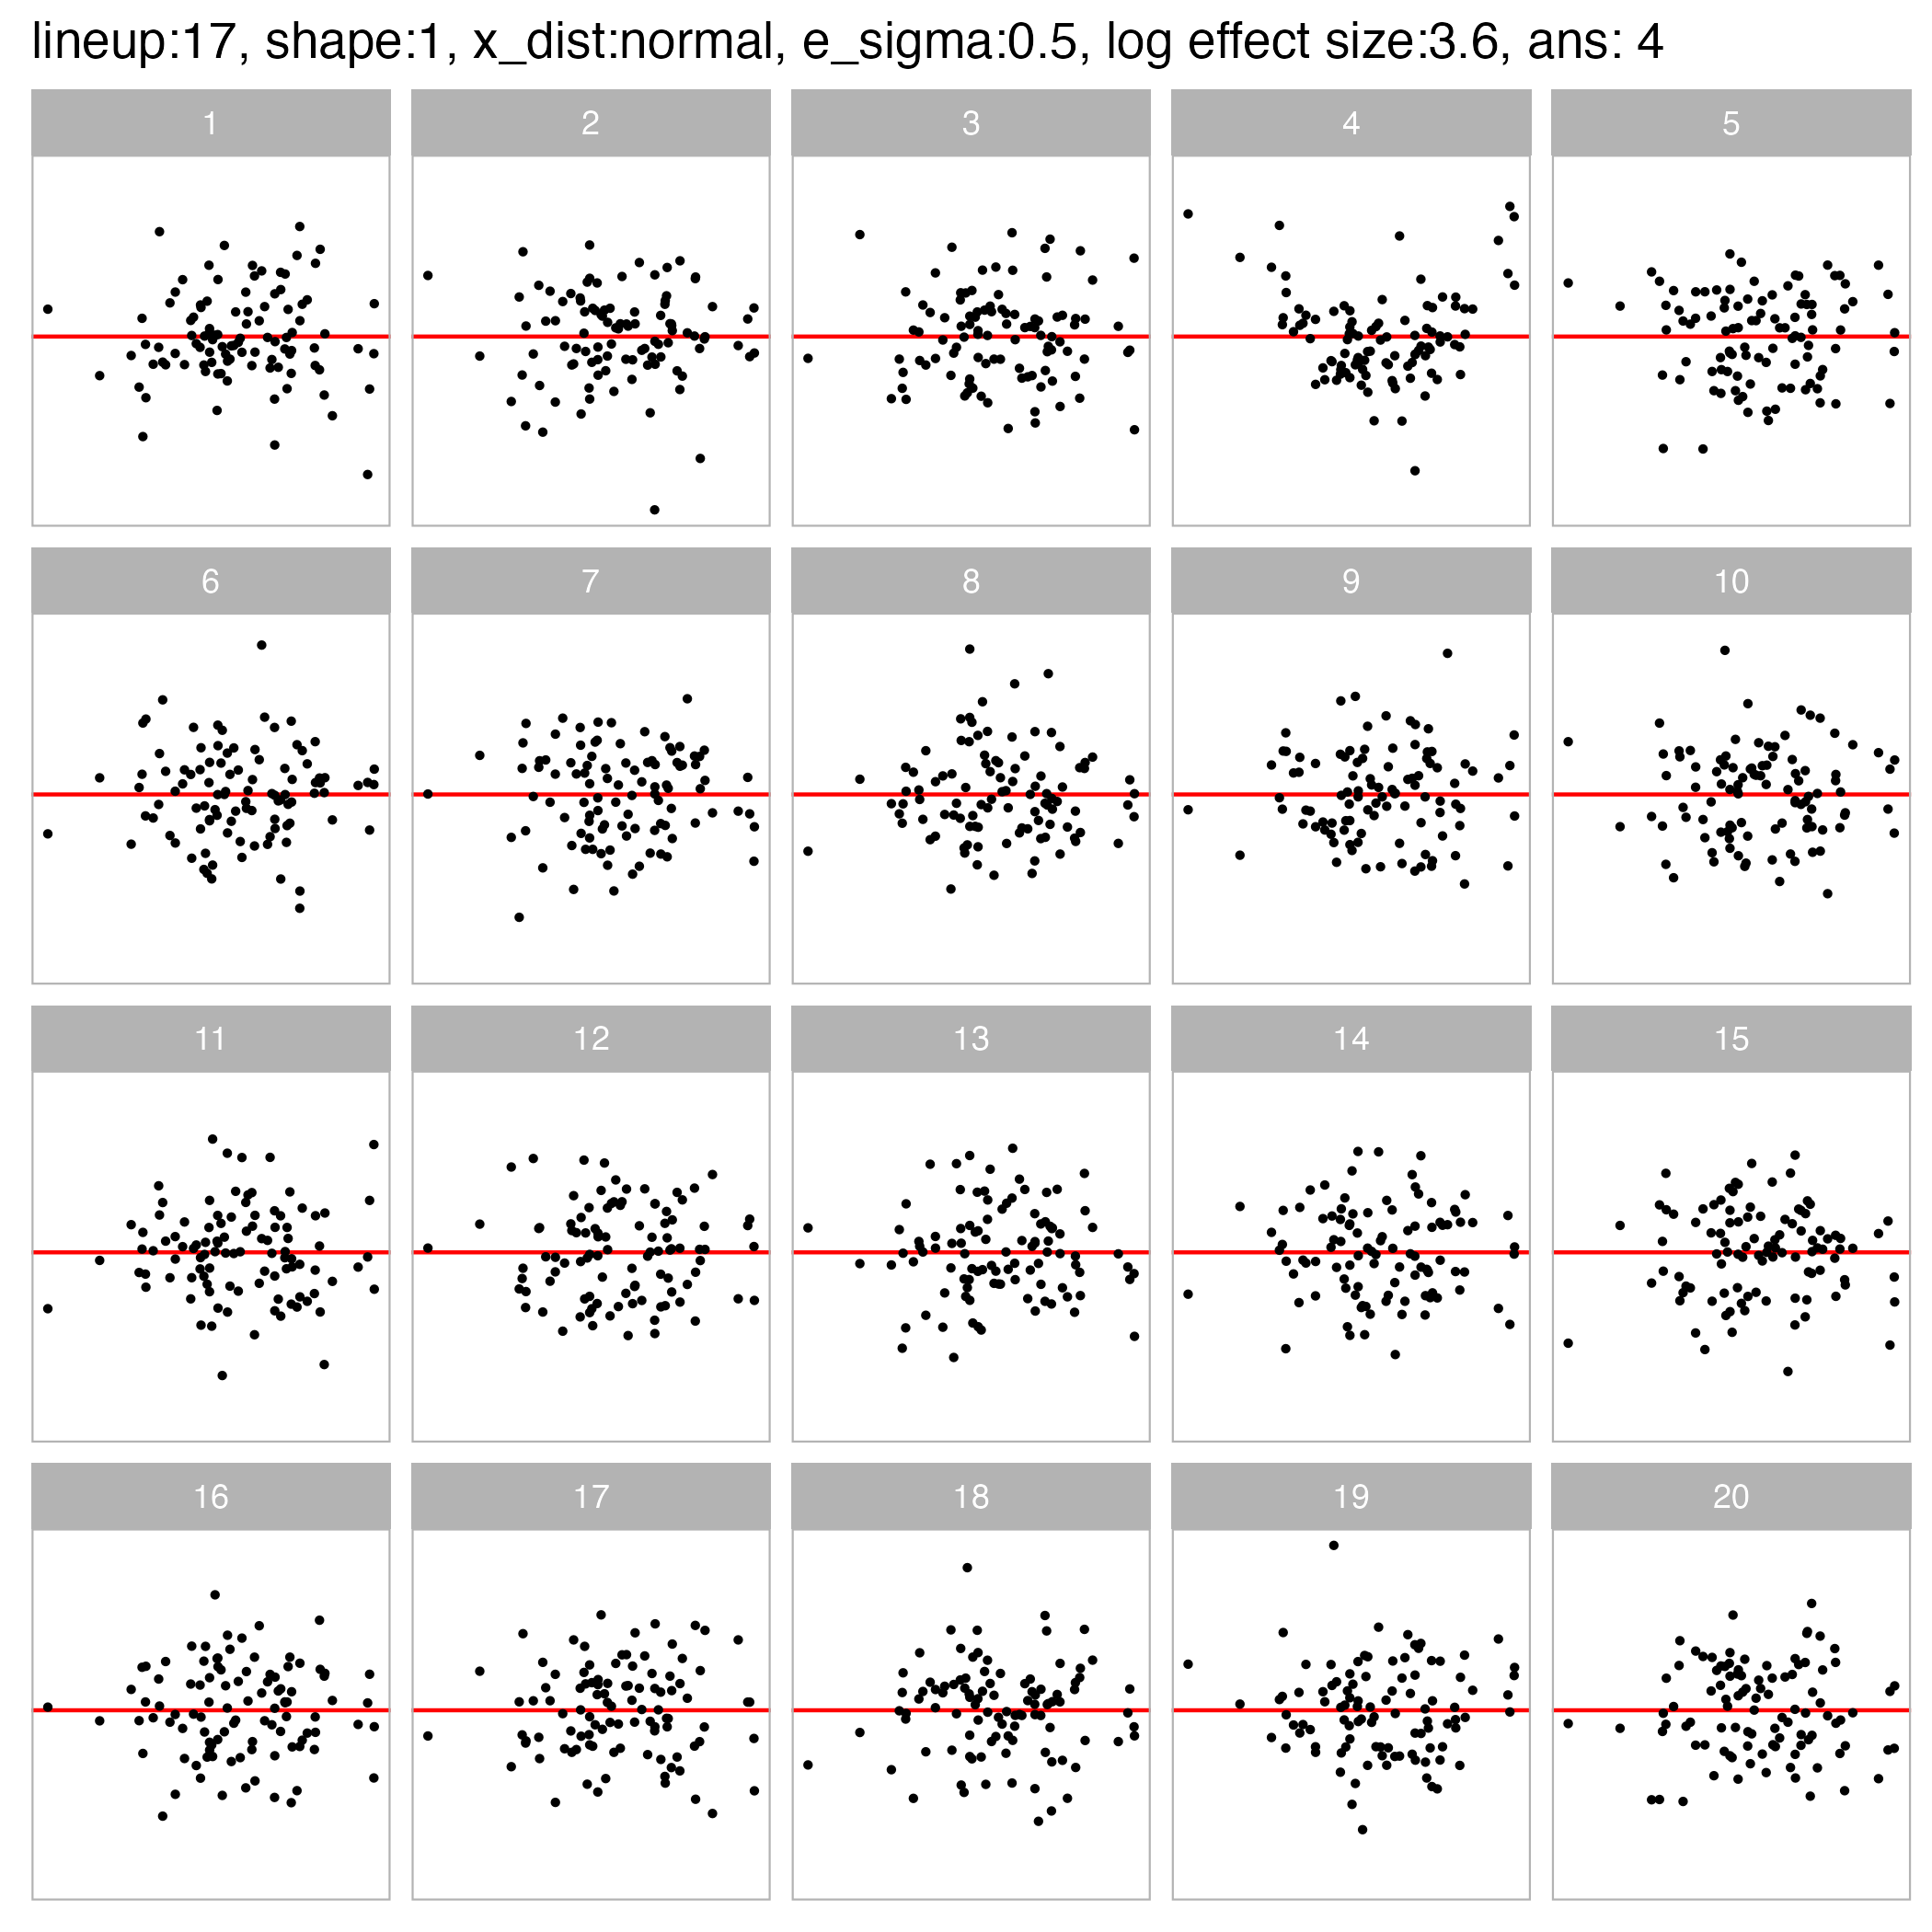 lineup:17, shape:1, x_dist:normal, e_sigma:0.5, log effect size:3.6, ans: 4
1 2 3 4 5
6 7 8 9 10
11 12 13 14 15
16 17 18 19 20